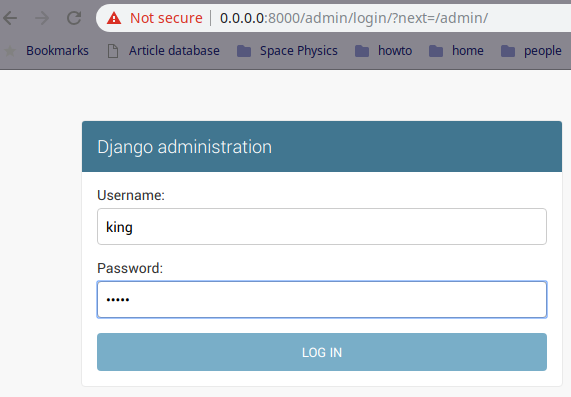 Not secure | 0.0.0.0:8000/admin/login/?next=/admin/
Bookmarks Article database Space Physics howto home people
Django administration
Username:
king
Password:
•••••
LOG IN